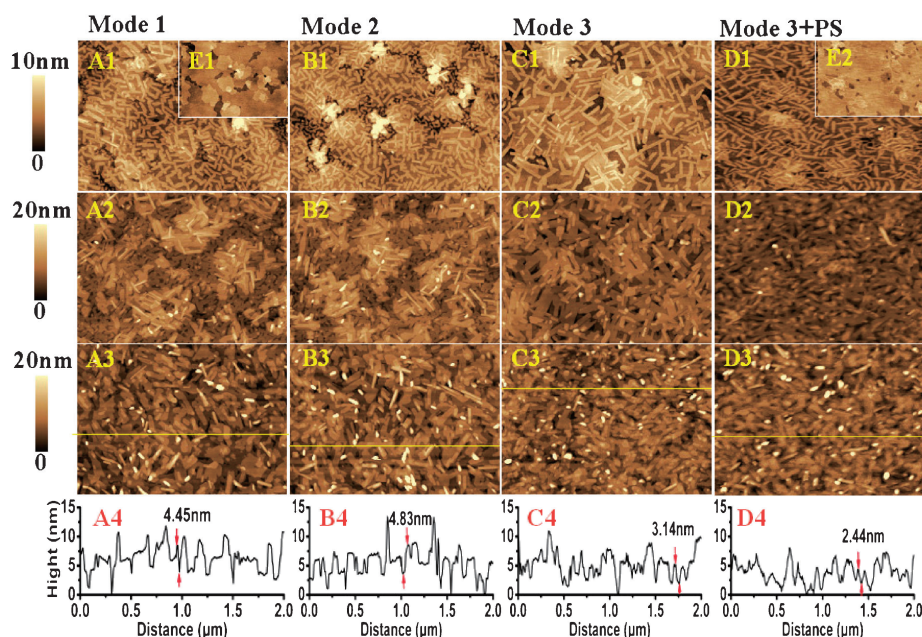 Mode 1 Mode 2 Mode 3 Mode 3+PS
10nm
0
A1 E1 B1 C1 D1 E2
20nm
0
A2 B2 C2 D2
20nm
0
A3 B3 C3 D3
Hight (nm)
15
10
5
0
A4
4.45nm
0.0 0.5 1.0 1.5 2.0
Distance (μm)
15
10
5
0
B4
4.83nm
0.0 0.5 1.0 1.5 2.0
Distance (μm)
15
10
5
0
C4
3.14nm
0.0 0.5 1.0 1.5 2.0
Distance (μm)
15
10
5
0
D4
2.44nm
0.0 0.5 1.0 1.5 2.0
Distance (μm)